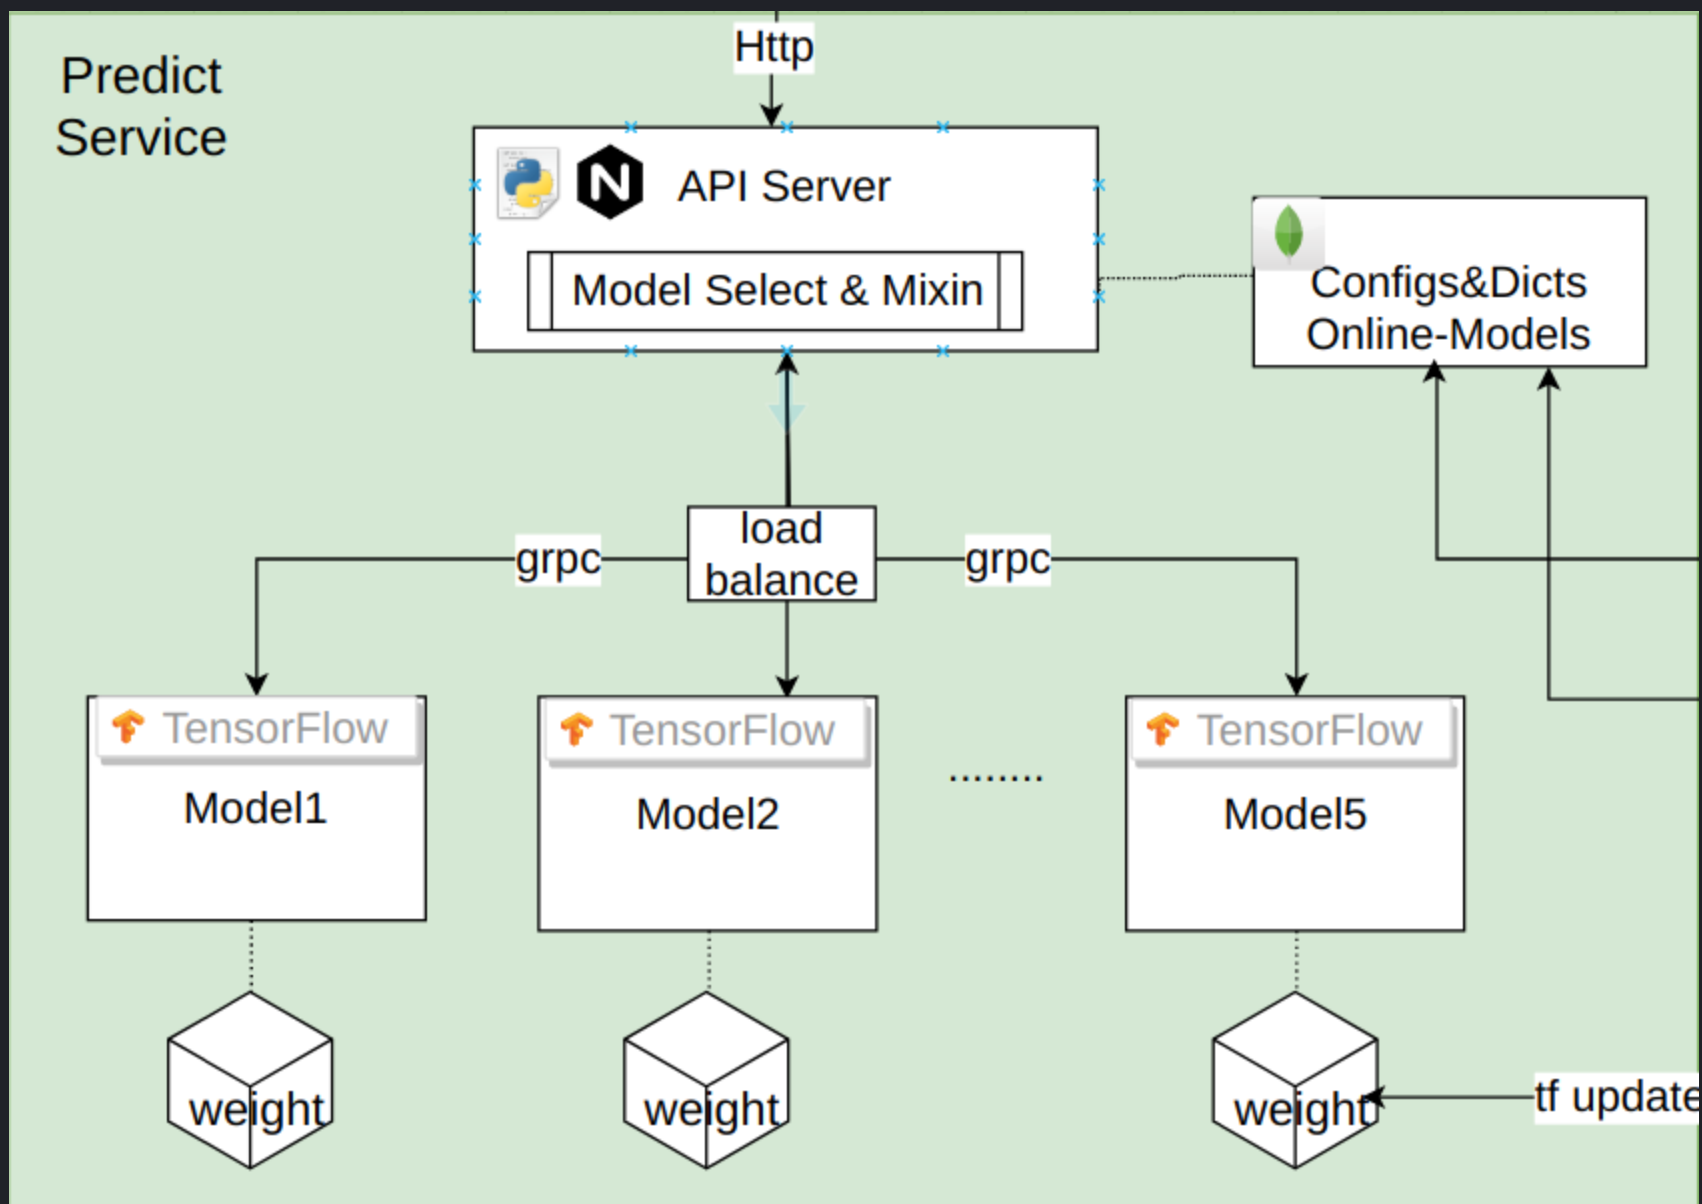 Http
Predict
Service
N
API Server
Model Select & Mixin
Configs&Dicts
Online-Models
load
balance
grpc
grpc
TensorFlow
TensorFlow
TensorFlow
........
Model1
Model2
Model5
weight
weight
weight
tf update